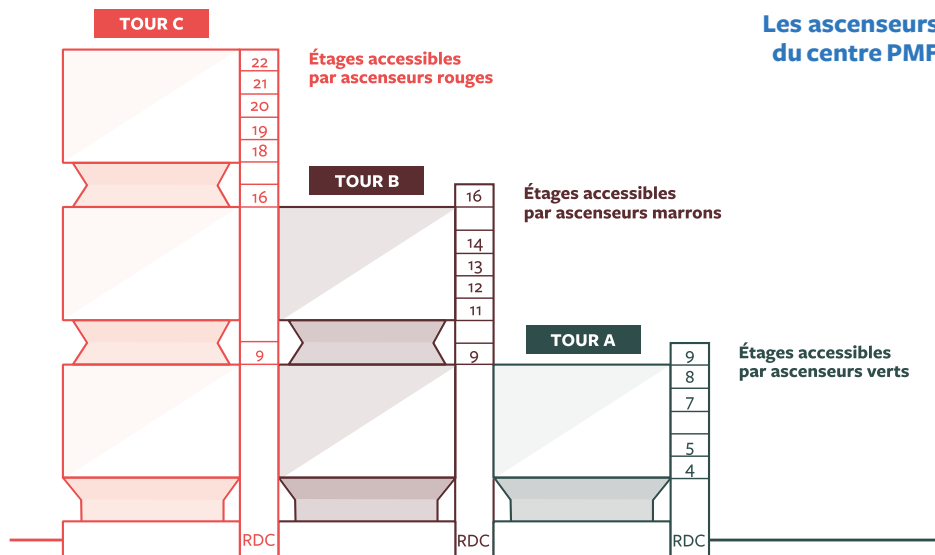 Les ascenseurs
du centre PMF
TOUR C
Étages accessibles
par ascenseurs rouges
22
21
20
19
18
16
9
RDC
TOUR B
Étages accessibles
par ascenseurs marrons
16
14
13
12
11
9
RDC
TOUR A
Étages accessibles
par ascenseurs verts
9
8
7
5
4
RDC